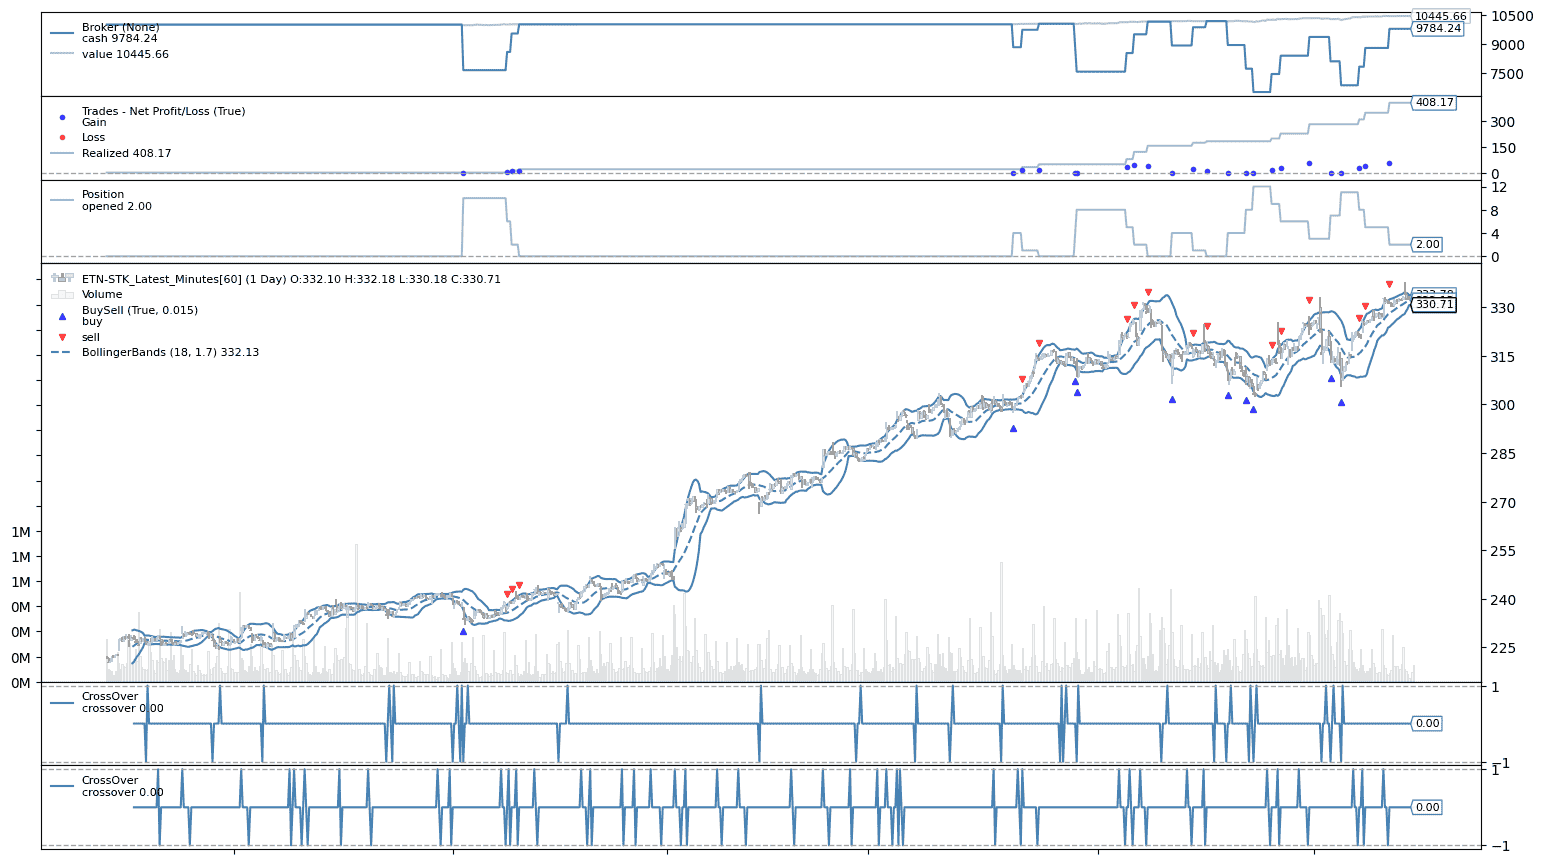 Broker (None)
cash 9784.24
value 10445.66
10445.66
9784.24
10500
9000
7500
Trades - Net Profit/Loss (True)
Gain
Loss
Realized 408.17
408.17
300
150
0
Position
opened 2.00
2.00
12
8
4
0
ETN-STK_Latest_Minutes[60] (1 Day) O:332.10 H:332.18 L:330.18 C:330.71
Volume
BuySell (True, 0.015)
buy
sell
BollingerBands (18, 1.7) 332.13
330.71
330
315
300
285
270
255
240
225
1M
1M
1M
0M
0M
0M
0M
CrossOver
crossover 0.00
0.00
1
−1
CrossOver
crossover 0.00
0.00
1
−1